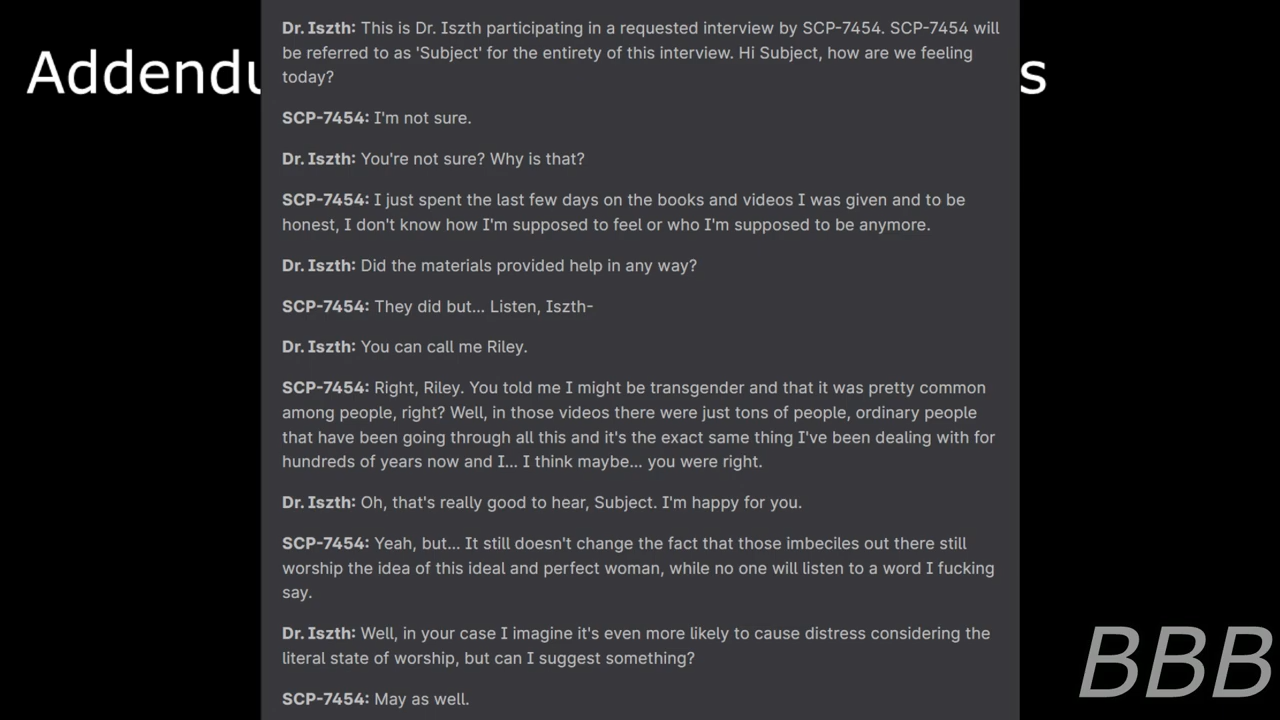 Addendu
s
Dr. Iszth: This is Dr. Iszth participating in a requested interview by SCP-7454. SCP-7454 will
be referred to as 'Subject' for the entirety of this interview. Hi Subject, how are we feeling
today?
SCP-7454: I'm not sure.
Dr. Iszth: You're not sure? Why is that?
SCP-7454: I just spent the last few days on the books and videos I was given and to be
honest, I don't know how I'm supposed to feel or who I'm supposed to be anymore.
Dr. Iszth: Did the materials provided help in any way?
SCP-7454: They did but... Listen, Iszth-
Dr. Iszth: You can call me Riley.
SCP-7454: Right, Riley. You told me I might be transgender and that it was pretty common
among people, right? Well, in those videos there were just tons of people, ordinary people
that have been going through all this and it's the exact same thing I've been dealing with for
hundreds of years now and I... I think maybe... you were right.
Dr. Iszth: Oh, that's really good to hear, Subject. I'm happy for you.
SCP-7454: Yeah, but... It still doesn't change the fact that those imbeciles out there still
worship the idea of this ideal and perfect woman, while no one will listen to a word I fucking
say.
Dr. Iszth: Well, in your case I imagine it's even more likely to cause distress considering the
literal state of worship, but can I suggest something?
SCP-7454: May as well.
BBB